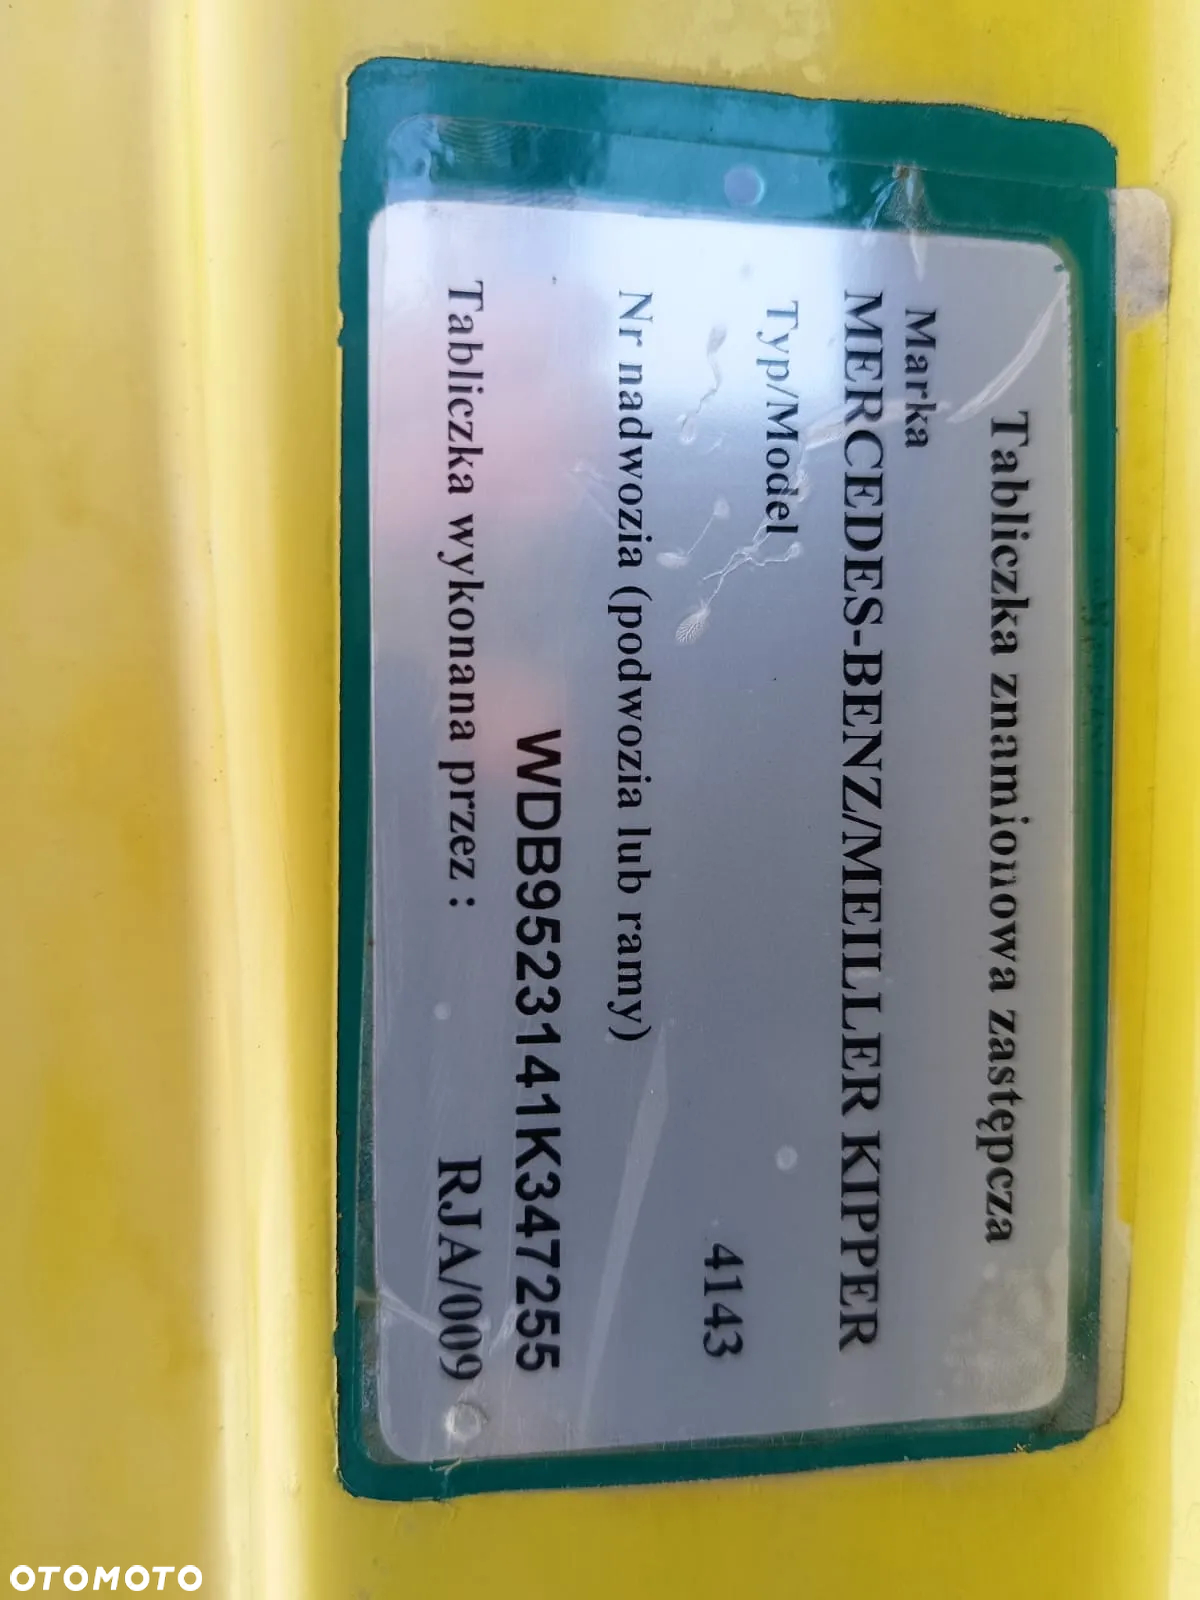 Tabliczka znamionowa zastępcza
Marka
MERCEDES-BENZ/MEILLER KIPPER
Typ/Model
4143
Nr nadwozia (podwozia lub ramy)
WDB9523141K347255
Tabliczka wykonana przez : RJA/009
OTOMOTO